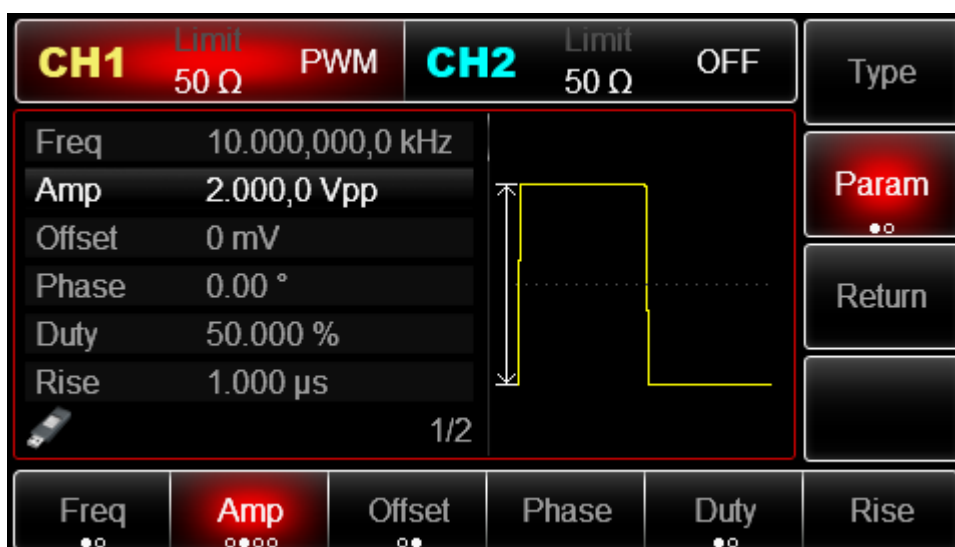 CH1 Limit 50 Ω PWM CH2 Limit 50 Ω OFF
Type
Freq 10.000,000,0 kHz
Amp 2.000,0 Vpp
Offset 0 mV
Phase 0.00 °
Duty 50.000 %
Rise 1.000 µs
1/2
Param
Return
Freq Amp Offset Phase Duty Rise